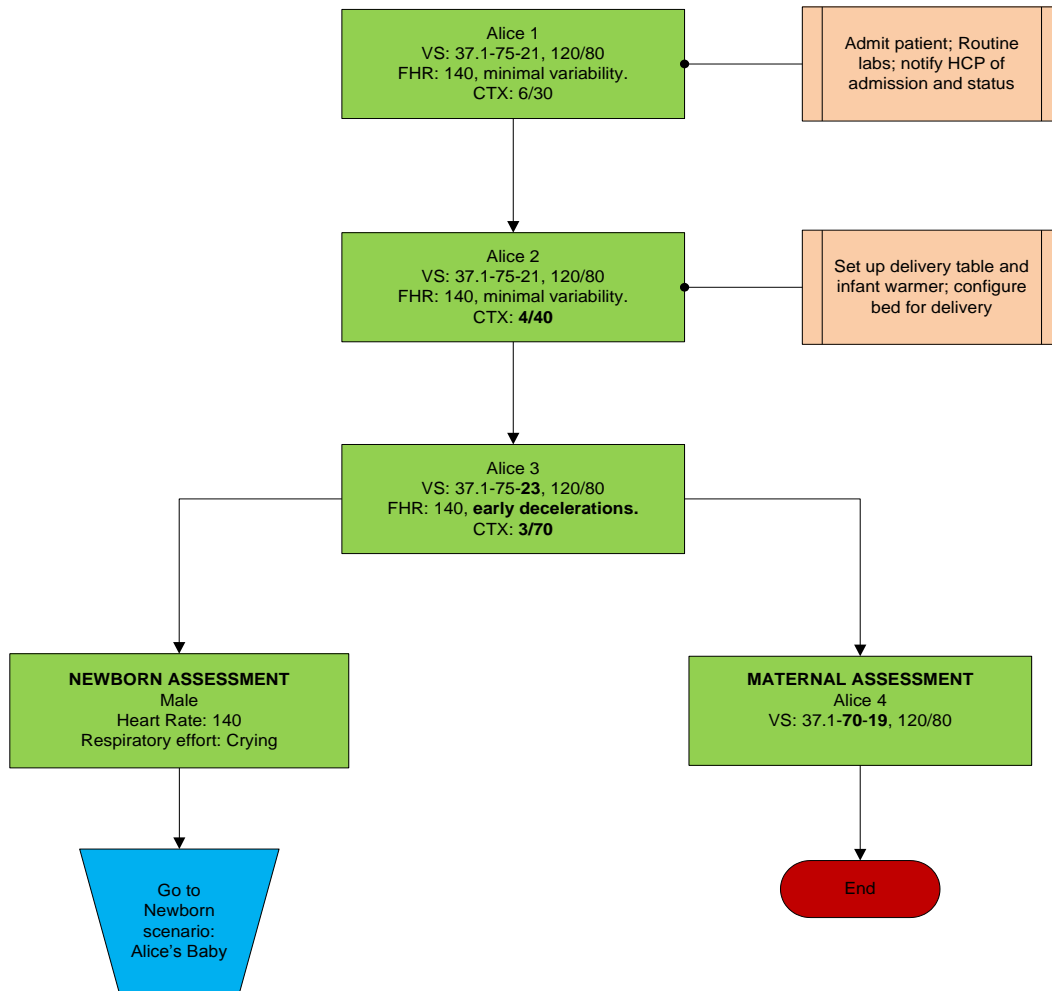 Alice 1
VS: 37.1-75-21, 120/80
FHR: 140, minimal variability.
CTX: 6/30
Admit patient; Routine
labs; notify HCP of
admission and status
Alice 2
VS: 37.1-75-21, 120/80
FHR: 140, minimal variability.
CTX: 4/40
Set up delivery table and
infant warmer; configure
bed for delivery
Alice 3
VS: 37.1-75-23, 120/80
FHR: 140, early decelerations.
CTX: 3/70
NEWBORN ASSESSMENT
Male
Heart Rate: 140
Respiratory effort: Crying
MATERNAL ASSESSMENT
Alice 4
VS: 37.1-70-19, 120/80
Go to
Newborn
scenario:
Alice’s Baby
End